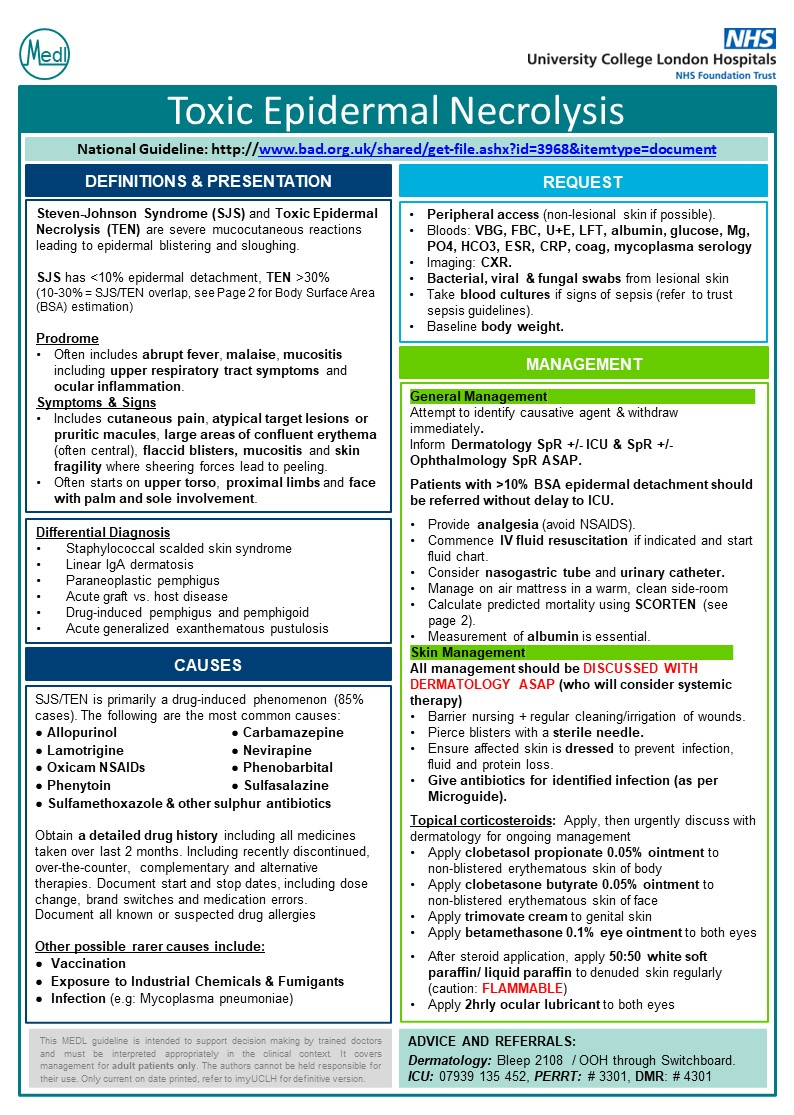 Medl
NHS
University College London Hospitals
NHS Foundation Trust
Toxic Epidermal Necrolysis
National Guideline: http://www.bad.org.uk/shared/get-file.ashx?id=3968&itemtype=document
DEFINITIONS & PRESENTATION
Steven-Johnson Syndrome (SJS) and Toxic Epidermal
Necrolysis (TEN) are severe mucocutaneous reactions
leading to epidermal blistering and sloughing.
SJS has <10% epidermal detachment, TEN >30%
(10-30% = SJS/TEN overlap, see Page 2 for Body Surface Area
(BSA) estimation)
Prodrome
• Often includes abrupt fever, malaise, mucositis
including upper respiratory tract symptoms and
ocular inflammation.
Symptoms & Signs
• Includes cutaneous pain, atypical target lesions or
pruritic macules, large areas of confluent erythema
(often central), flaccid blisters, mucositis and skin
fragility where sheering forces lead to peeling.
• Often starts on upper torso, proximal limbs and face
with palm and sole involvement.
Differential Diagnosis
• Staphylococcal scalded skin syndrome
• Linear IgA dermatosis
• Paraneoplastic pemphigus
• Acute graft vs. host disease
• Drug-induced pemphigus and pemphigoid
• Acute generalized exanthematous pustulosis
CAUSES
SJS/TEN is primarily a drug-induced phenomenon (85%
cases). The following are the most common causes:
● Allopurinol ● Carbamazepine
● Lamotrigine ● Nevirapine
● Oxicam NSAIDs ● Phenobarbital
● Phenytoin ● Sulfasalazine
● Sulfamethoxazole & other sulphur antibiotics
Obtain a detailed drug history including all medicines
taken over last 2 months. Including recently discontinued,
over-the-counter, complementary and alternative
therapies. Document start and stop dates, including dose
change, brand switches and medication errors.
Document all known or suspected drug allergies
Other possible rarer causes include:
● Vaccination
● Exposure to Industrial Chemicals & Fumigants
● Infection (e.g: Mycoplasma pneumoniae)
This MEDL guideline is intended to support decision making by trained doctors
and must be interpreted appropriately in the clinical context. It covers
management for adult patients only. The authors cannot be held responsible for
their use. Only current on date printed, refer to imyUCLH for definitive version.
REQUEST
• Peripheral access (non-lesional skin if possible).
• Bloods: VBG, FBC, U+E, LFT, albumin, glucose, Mg,
PO4, HCO3, ESR, CRP, coag, mycoplasma serology
• Imaging: CXR.
• Bacterial, viral & fungal swabs from lesional skin
• Take blood cultures if signs of sepsis (refer to trust
sepsis guidelines).
• Baseline body weight.
MANAGEMENT
General Management
Attempt to identify causative agent & withdraw
immediately.
Inform Dermatology SpR +/- ICU & SpR +/-
Ophthalmology SpR ASAP.
Patients with >10% BSA epidermal detachment should
be referred without delay to ICU.
• Provide analgesia (avoid NSAIDS).
• Commence IV fluid resuscitation if indicated and start
fluid chart.
• Consider nasogastric tube and urinary catheter.
• Manage on air mattress in a warm, clean side-room
• Calculate predicted mortality using SCORTEN (see
page 2).
• Measurement of albumin is essential.
Skin Management
All management should be DISCUSSED WITH
DERMATOLOGY ASAP (who will consider systemic
therapy)
• Barrier nursing + regular cleaning/irrigation of wounds.
• Pierce blisters with a sterile needle.
• Ensure affected skin is dressed to prevent infection,
fluid and protein loss.
• Give antibiotics for identified infection (as per
Microguide).
Topical corticosteroids: Apply, then urgently discuss with
dermatology for ongoing management
• Apply clobetasol propionate 0.05% ointment to
non-blistered erythematous skin of body
• Apply clobetasone butyrate 0.05% ointment to
non-blistered erythematous skin of face
• Apply trimovate cream to genital skin
• Apply betamethasone 0.1% eye ointment to both eyes
• After steroid application, apply 50:50 white soft
paraffin/ liquid paraffin to denuded skin regularly
(caution: FLAMMABLE)
• Apply 2hrly ocular lubricant to both eyes
ADVICE AND REFERRALS:
Dermatology: Bleep 2108 / OOH through Switchboard.
ICU: 07939 135 452, PERRT: # 3301, DMR: # 4301